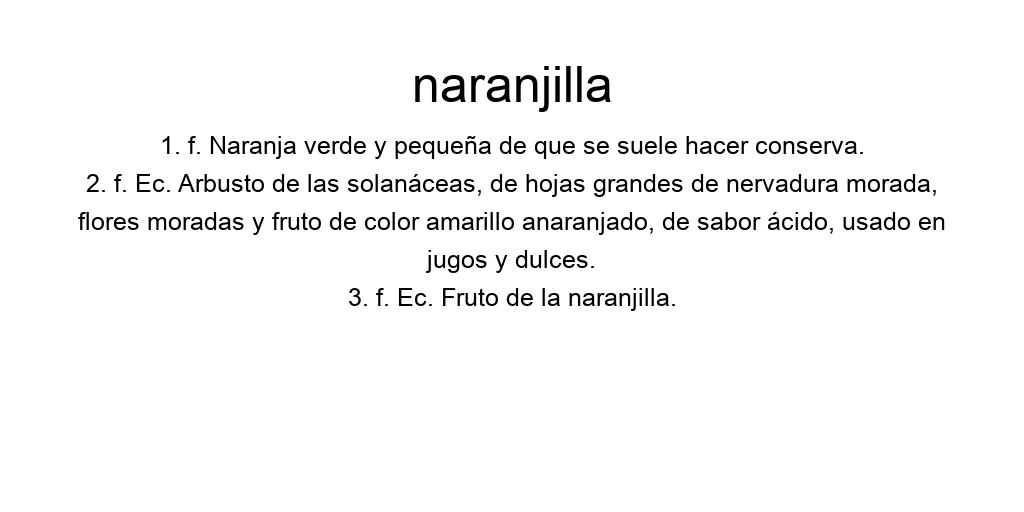 naranjilla
1. f. Naranja verde y pequeña de que se suele hacer conserva.
2. f. Ec. Arbusto de las solanáceas, de hojas grandes de nervadura morada,
flores moradas y fruto de color amarillo anaranjado, de sabor ácido, usado en
jugos y dulces.
3. f. Ec. Fruto de la naranjilla.